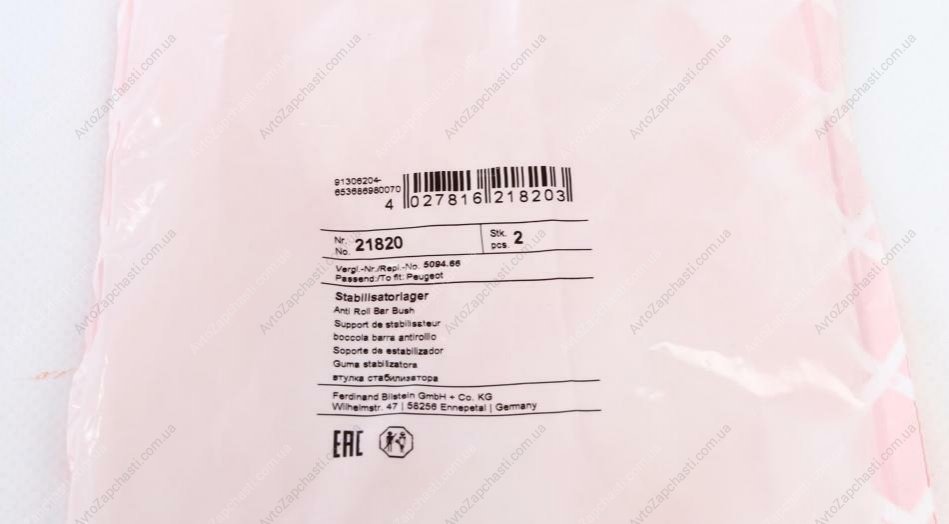 91306204-
653686980070
4 027816 218203
Nr.
No. 21820
Stk.
pcs. 2
Vergl.-Nr./Repl.-No. 5094.66
Passend:/To fit: Peugeot
Stabilisatorlager
Anti Roll Bar Bush
Support de stabilisateur
boccola barra antirollio
Soporte de estabilizador
Guma stabilizatora
втулка стабилизатора
Ferdinand Bilstein GmbH + Co. KG
Wilhelmstr. 47 | 58256 Ennepetal | Germany
EAC
AvtoZapchasti.com.ua